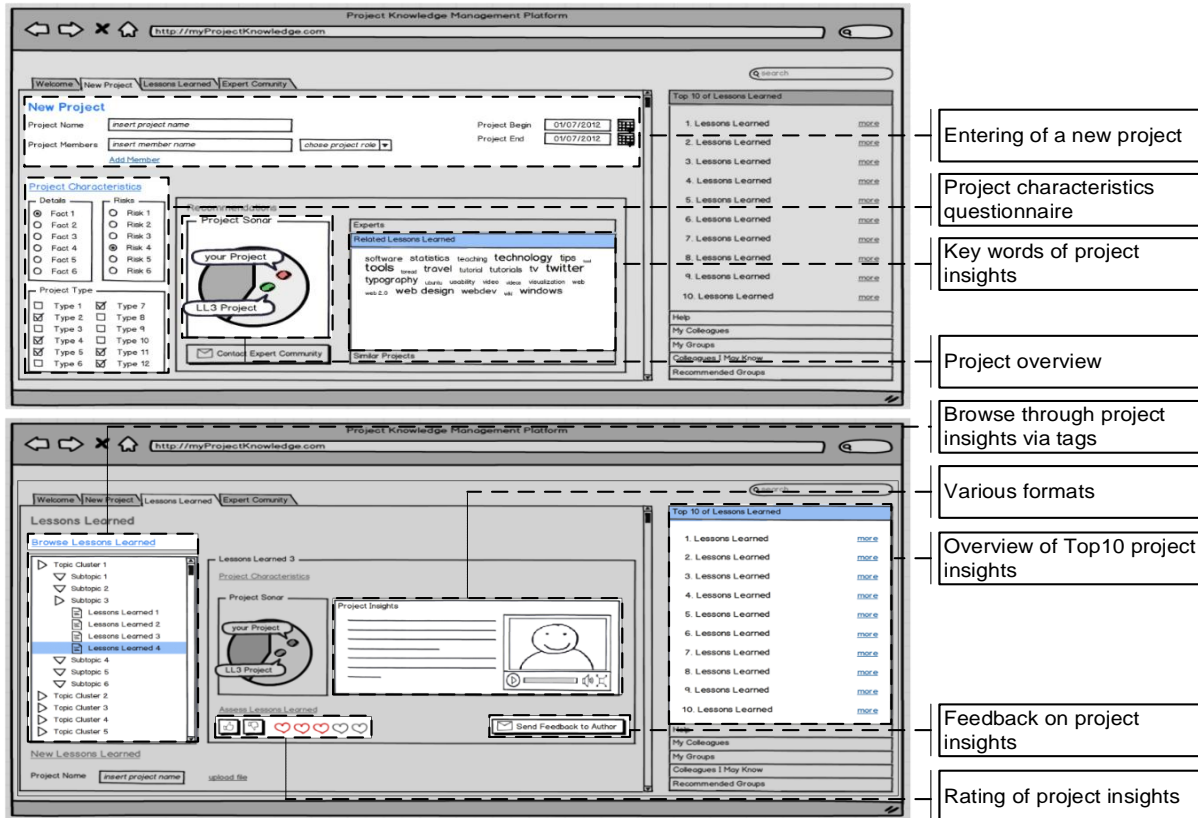 Project Knowledge Management Platform
http://myProjectKnowledge.com
search
Welcome New Project Lessons Learned Expert Comunity
New Project
Project Name insert project name Project Begin 01/07/2012
Project Members insert member name chose project role Project End 01/07/2012
Add Member
Project Characteristics
Details Risks
Fact 1 Risk 1
Fact 2 Risk 2
Fact 3 Risk 3
Fact 4 Risk 4
Fact 5 Risk 5
Fact 6 Risk 6
Project Type
Type 1 Type 7
Type 2 Type 8
Type 3 Type 9
Type 4 Type 10
Type 5 Type 11
Type 6 Type 12
Recommendations
Project Sonar
your Project
LL3 Project
Contact Expert Community
Experts
Related Lessons Learned
software statistics teaching technology tips tool
tools toread travel tutorial tutorials tv twitter
typography ubuntu usability video videos visualization web
web2.0 web design webdev wiki windows
Similar Projects
Top 10 of Lessons Learned
1. Lessons Learned more
2. Lessons Learned more
3. Lessons Learned more
4. Lessons Learned more
5. Lessons Learned more
6. Lessons Learned more
7. Lessons Learned more
8. Lessons Learned more
9. Lessons Learned more
10. Lessons Learned more
Help
My Colleagues
My Groups
Colleagues I May Know
Recommended Groups
Entering of a new project
Project characteristics
questionnaire
Key words of project
insights
Project overview
Project Knowledge Management Platform
http://myProjectKnowledge.com
search
Welcome New Project Lessons Learned Expert Comunity
Lessons Learned
Browse Lessons Learned
Topic Cluster 1
Subtopic 1
Subtopic 2
Subtopic 3
Lessons Learned 1
Lessons Learned 2
Lessons Learned 3
Lessons Learned 4
Subtopic 4
Suptopic 5
Subtopic 6
Topic Cluster 2
Topic Cluster 3
Topic Cluster 4
Topic Cluster 5
New Lessons Learned
Project Name insert project name upload file
Lessons Learned 3
Project Characteristics
Project Sonar
your Project
LL3 Project
Project Insights
Assess Lessons Learned
Send Feedback to Author
Top 10 of Lessons Learned
1. Lessons Learned more
2. Lessons Learned more
3. Lessons Learned more
4. Lessons Learned more
5. Lessons Learned more
6. Lessons Learned more
7. Lessons Learned more
8. Lessons Learned more
9. Lessons Learned more
10. Lessons Learned more
Help
My Colleagues
My Groups
Colleagues I May Know
Recommended Groups
Browse through project
insights via tags
Various formats
Overview of Top10 project
insights
Feedback on project
insights
Rating of project insights